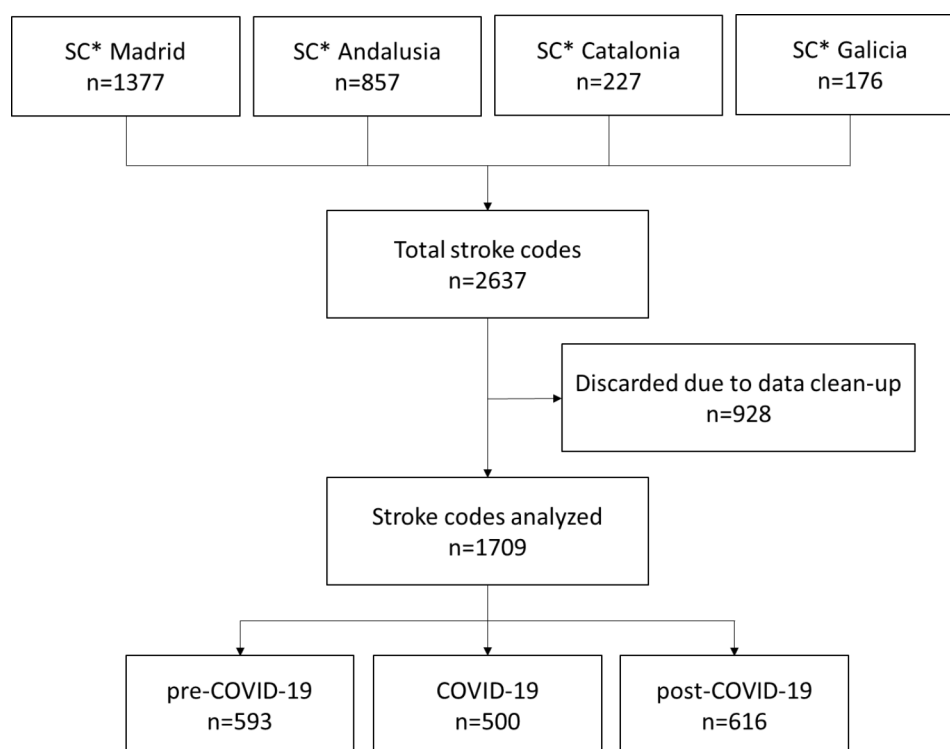 SC* Madrid
n=1377
SC* Andalusia
n=857
SC* Catalonia
n=227
SC* Galicia
n=176
Total stroke codes
n=2637
Discarded due to data clean-up
n=928
Stroke codes analyzed
n=1709
pre-COVID-19
n=593
COVID-19
n=500
post-COVID-19
n=616